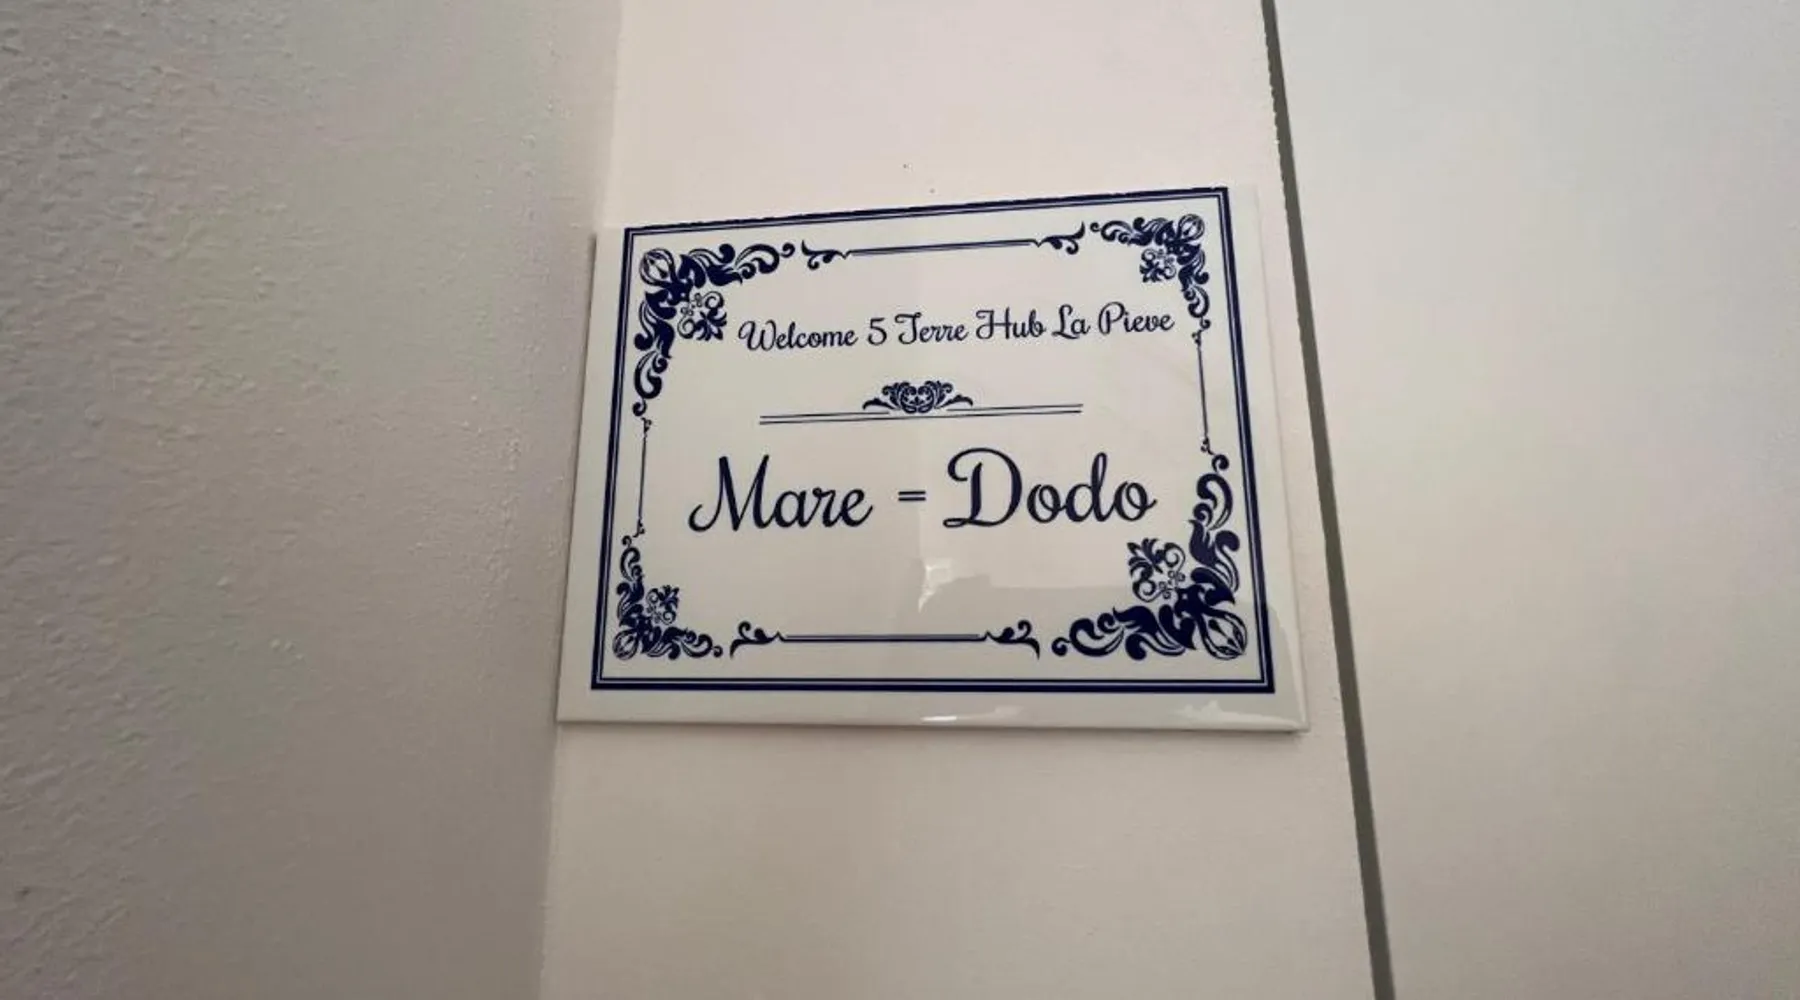 Welcome 5 Terre Hub La Pieve
Mare = Dodo